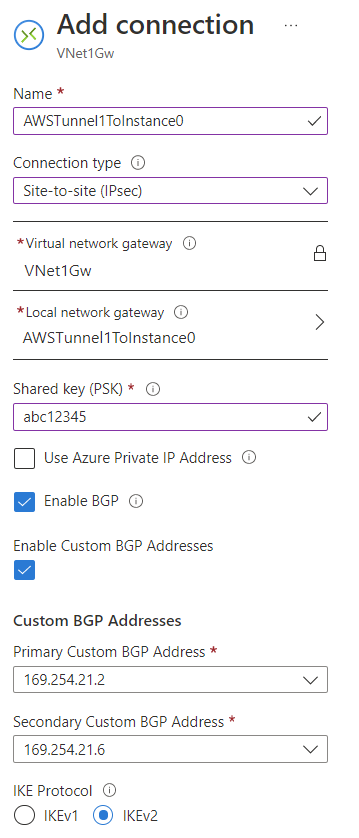 Add connection ...
VNet1Gw
Name *
AWSTunnel1ToInstance0
Connection type
Site-to-site (IPsec)
*Virtual network gateway
VNet1Gw
*Local network gateway
AWSTunnel1ToInstance0
Shared key (PSK) *
abc12345
Use Azure Private IP Address
Enable BGP
Enable Custom BGP Addresses
Custom BGP Addresses
Primary Custom BGP Address *
169.254.21.2
Secondary Custom BGP Address *
169.254.21.6
IKE Protocol
IKEv1 IKEv2